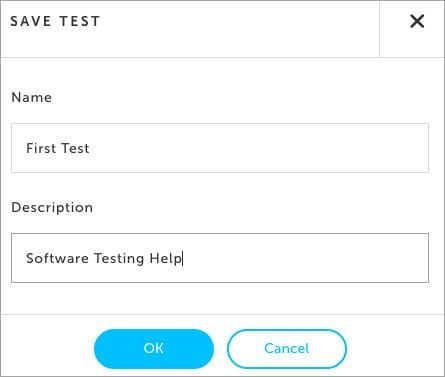 SAVE TEST
Name
First Test
Description
Software Testing Help
OK
Cancel